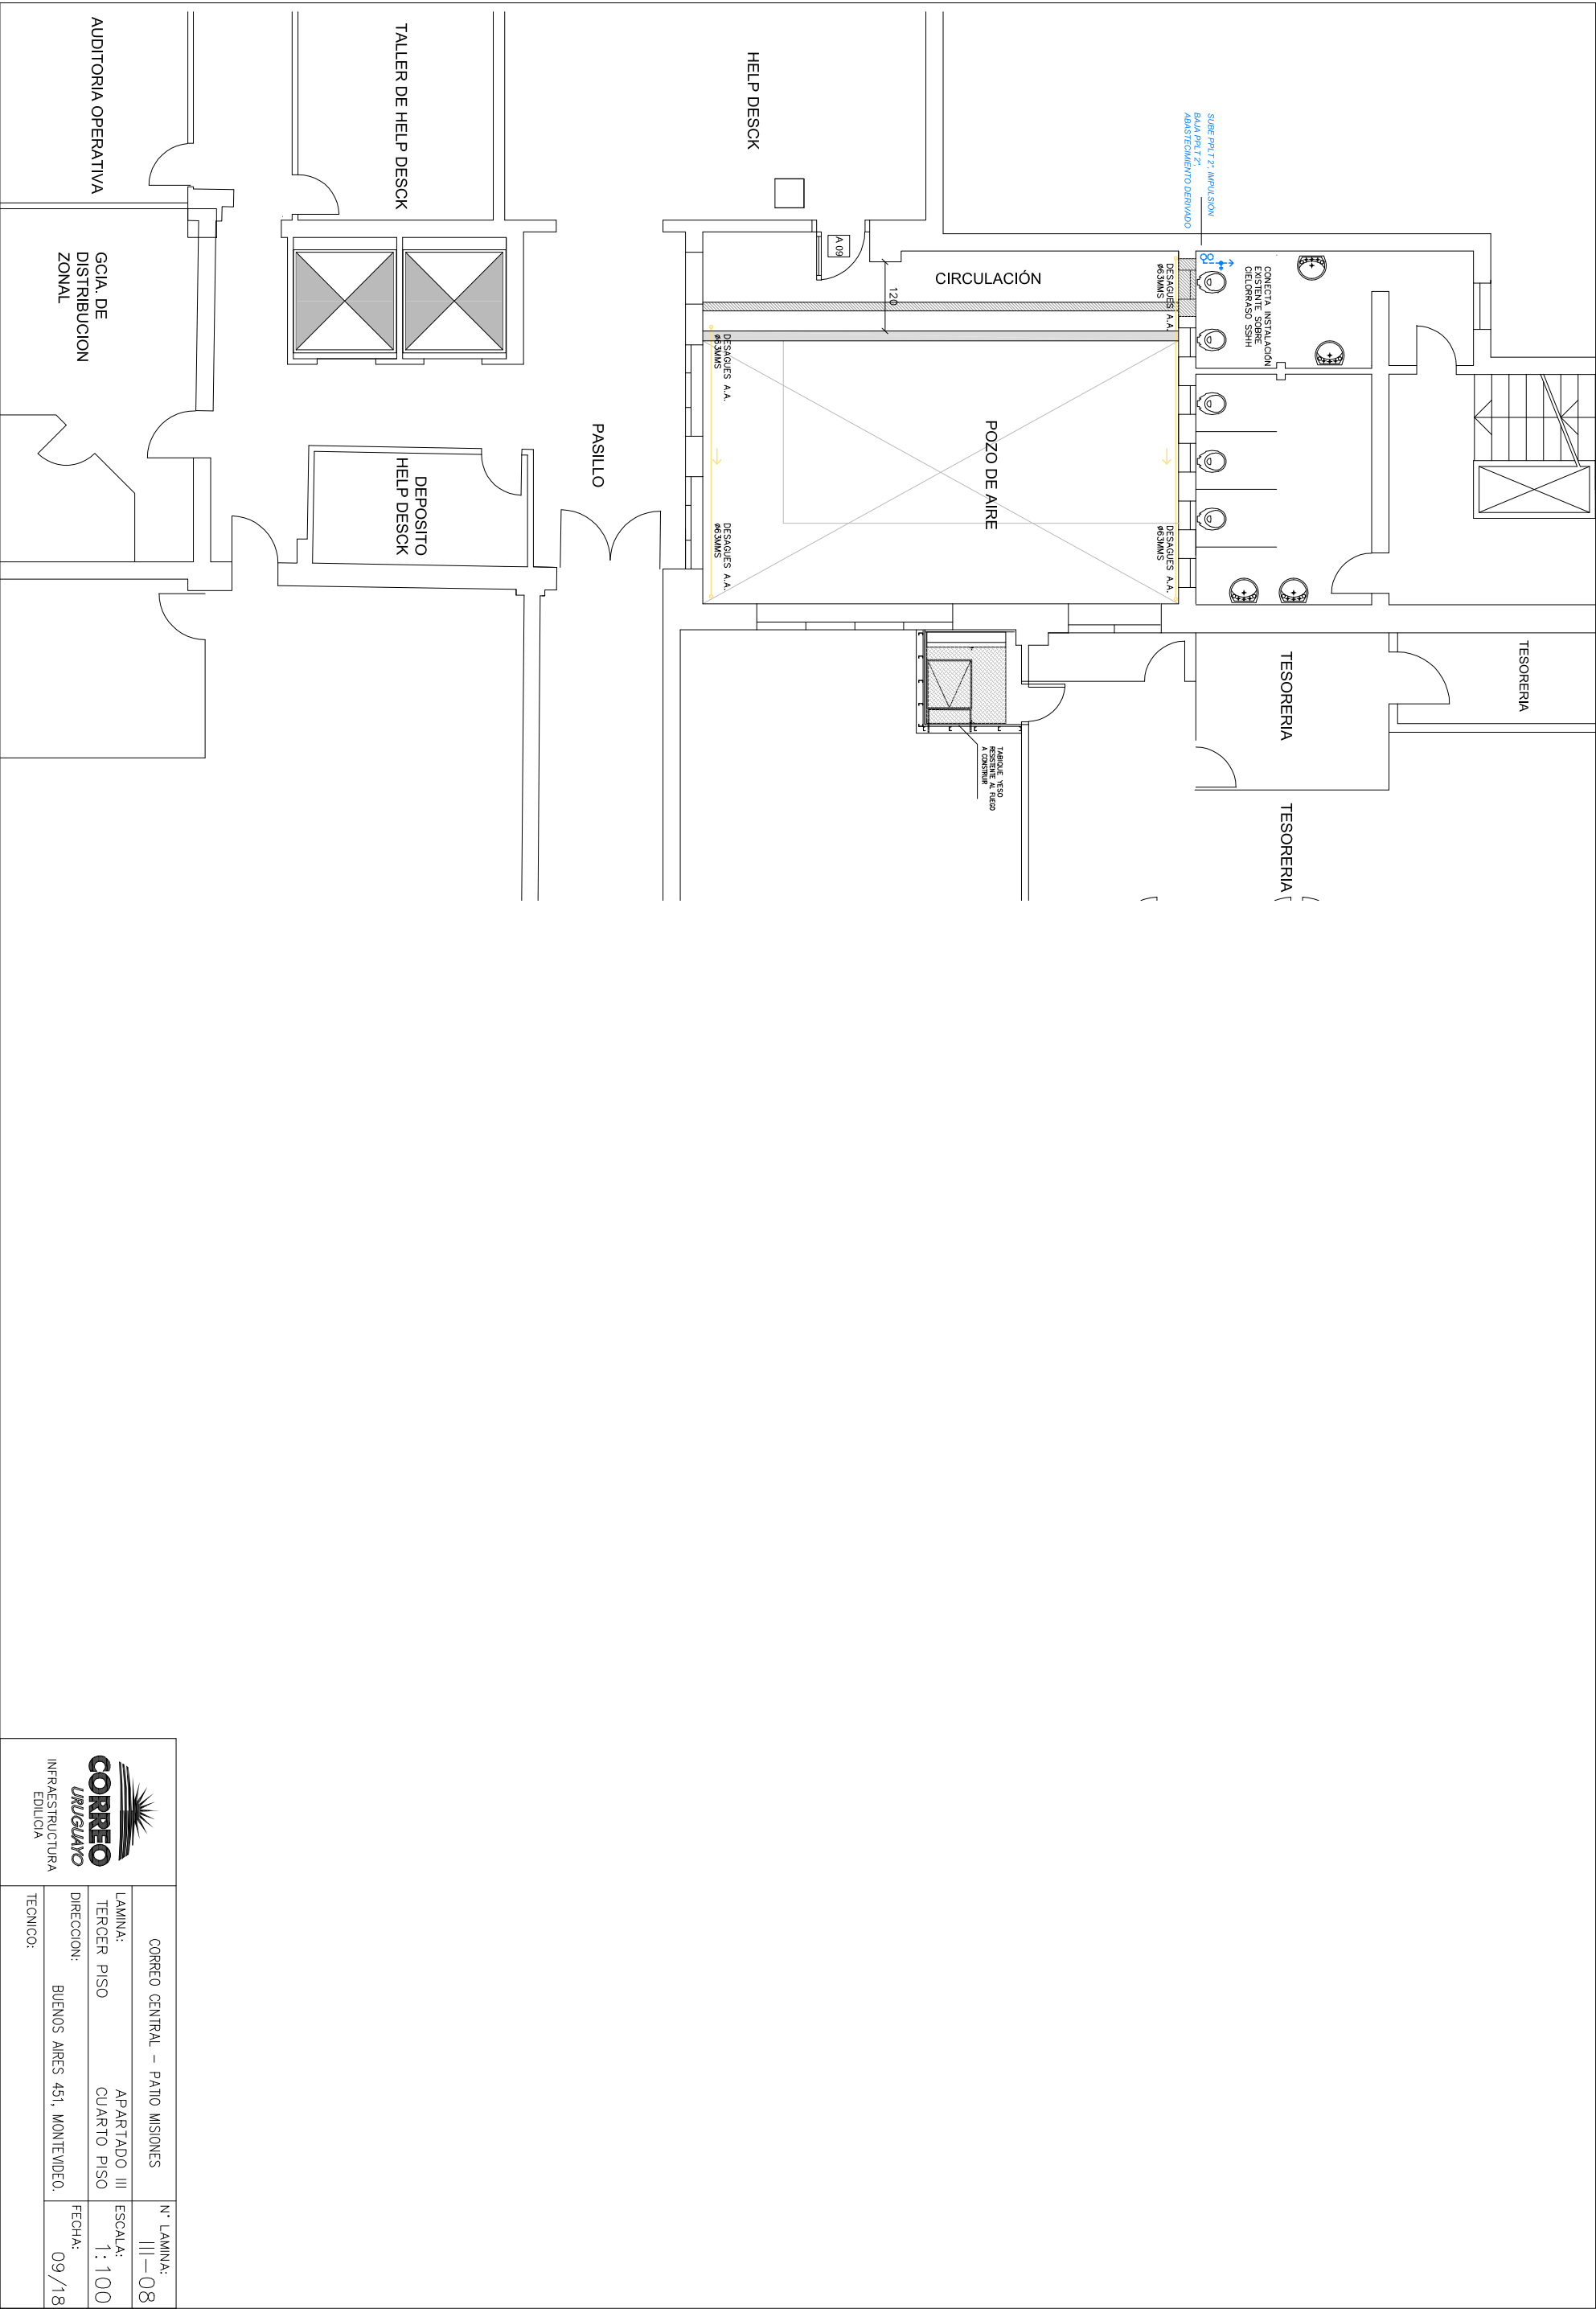 TESORERIA
TESORERIA
TESORERIA
SUBE PPLT 2", IMPULSIÓN
BAJA PPLT 2",
ABASTECIMIENTO DERIVADO
CONECTA INSTALACIÓN
EXISTENTE SOBRE
CIELORRASO SSHH
DESAGUES A.A.
ø63MMS
DESAGUES A.A.
ø63MMS
CIRCULACIÓN
POZO DE AIRE
TABIQUE YESO
RESISTENTE AL FUEGO
A CONSTRUIR
120
A 09
HELP DESCK
DESAGUES A.A.
ø63MMS
DESAGUES A.A.
ø63MMS
PASILLO
TALLER DE HELP DESCK
DEPOSITO
HELP DESCK
AUDITORIA OPERATIVA
GCIA. DE
DISTRIBUCION
ZONAL
CORREO
URUGUAYO
INFRAESTRUCTURA
EDILICIA
CORREO CENTRAL - PATIO MISIONES
N° LAMINA:
III-08
LAMINA:
TERCER PISO
APARTADO III
CUARTO PISO
ESCALA:
1:100
DIRECCION:
BUENOS AIRES 451, MONTEVIDEO.
FECHA:
09/18
TECNICO: